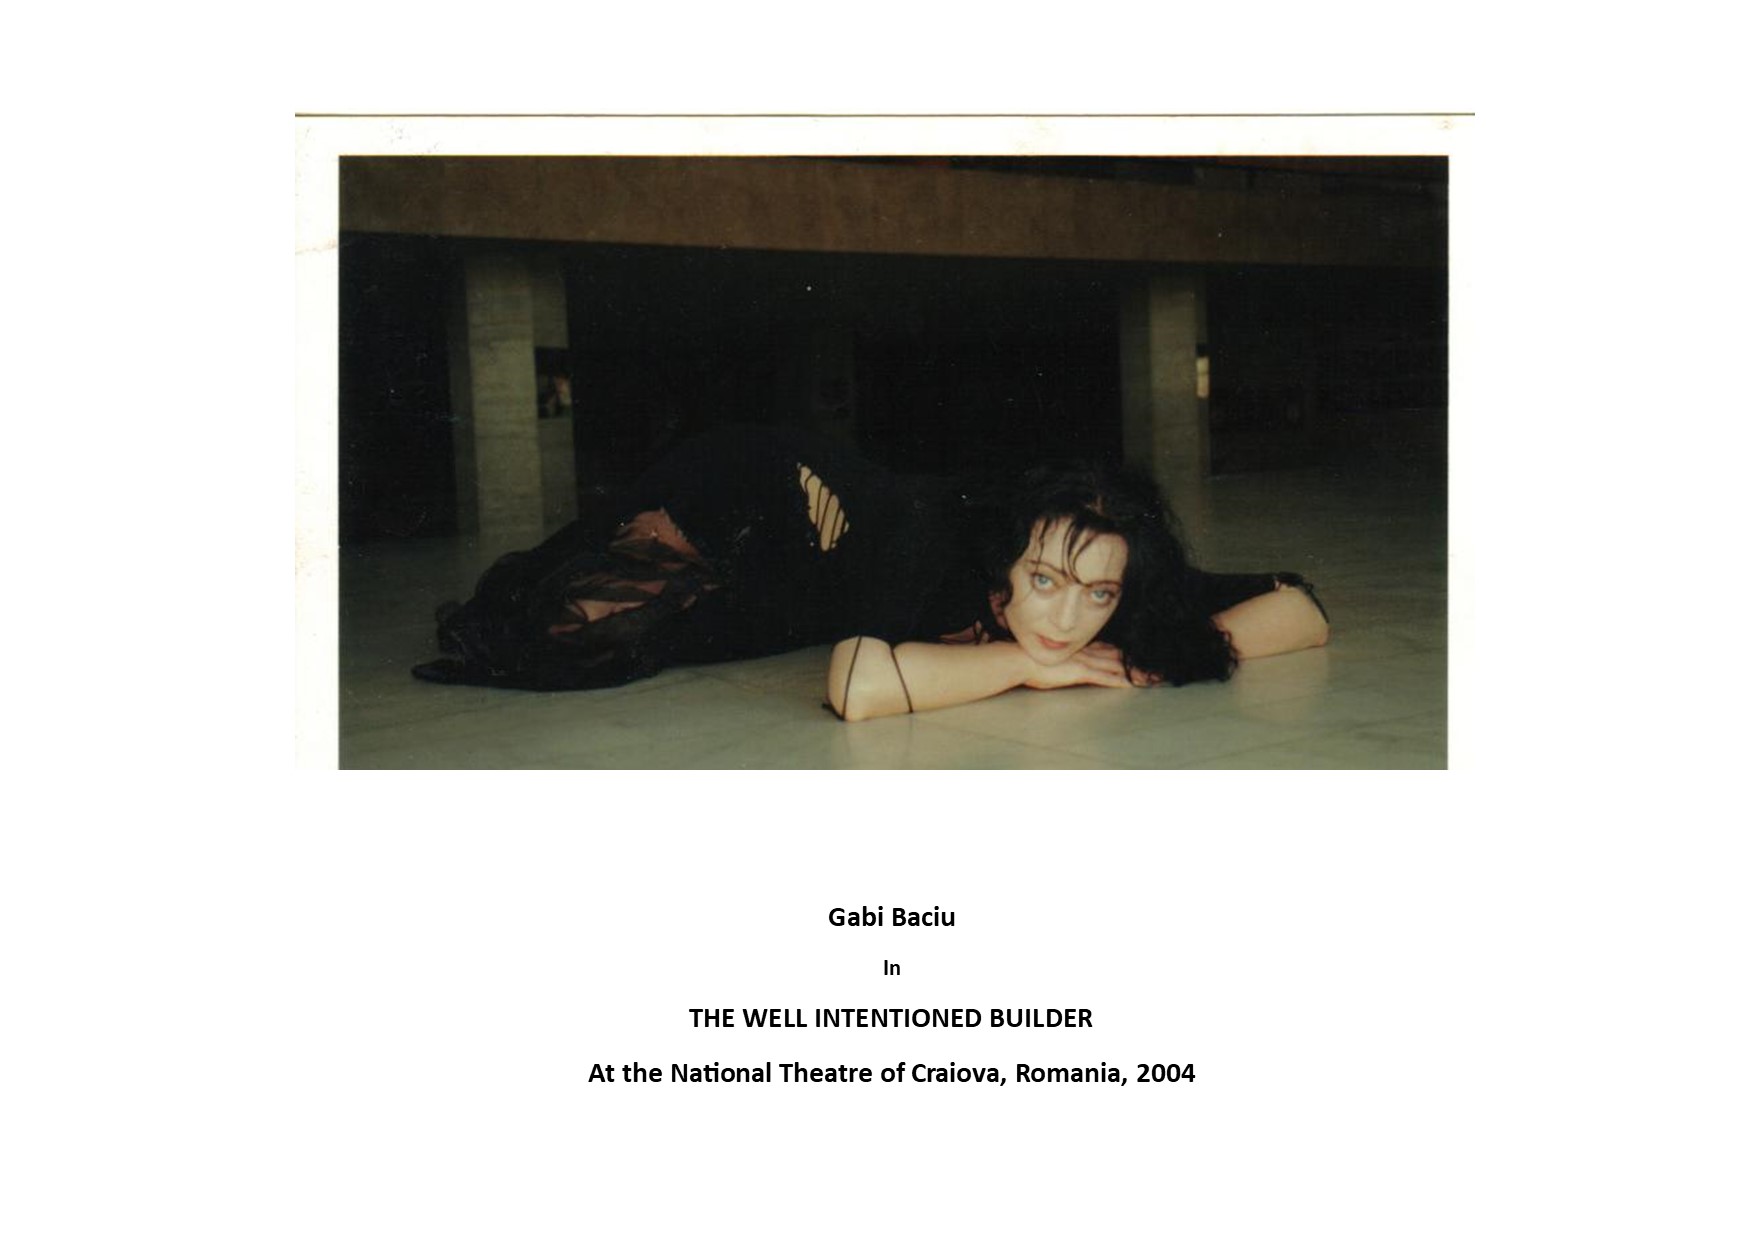 Gabi Baciu
In
THE WELL INTENTIONED BUILDER
At the National Theatre of Craiova, Romania, 2004